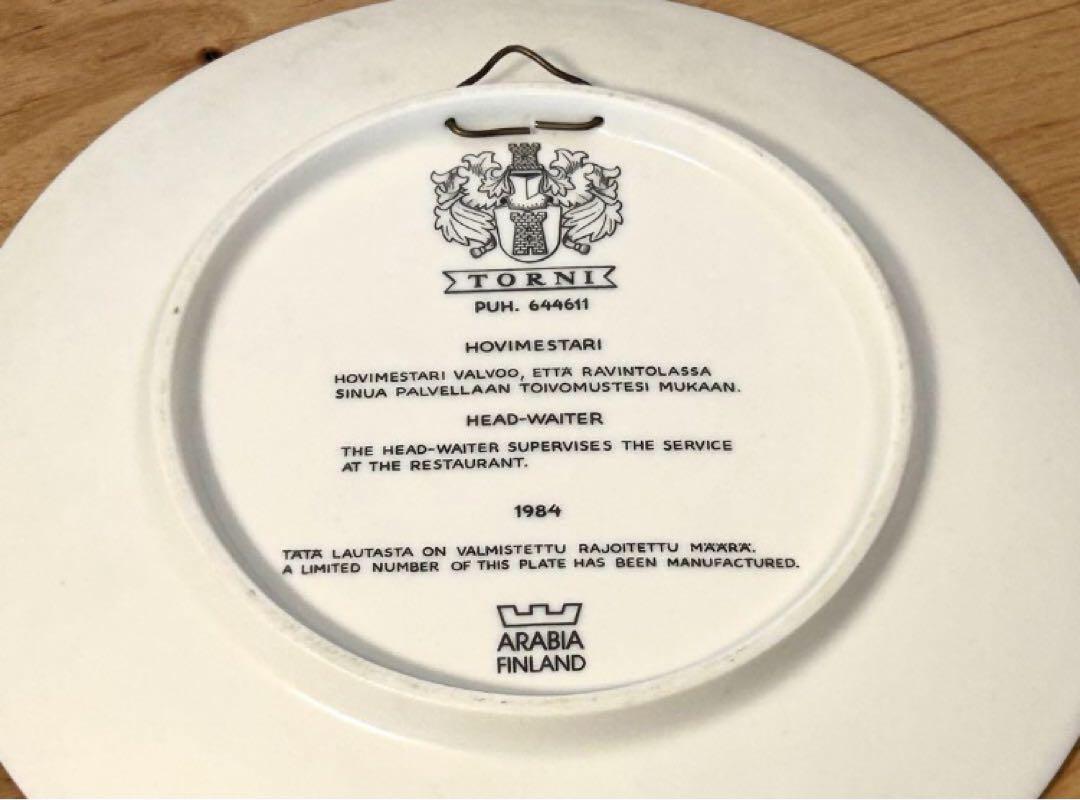 TORNI
PUH. 644611
HOVIMESTARI
HOVIMESTARI VALVOO, ETTÄ RAVINTOLASSA
SINUA PALVELLAAN TOIVOMUSTESI MUKAAN.
HEAD-WAITER
THE HEAD-WAITER SUPERVISES THE SERVICE
AT THE RESTAURANT.
1984
TÄTÄ LAUTASTA ON VALMISTETTU RAJOITETTU MÄÄRÄ.
A LIMITED NUMBER OF THIS PLATE HAS BEEN MANUFACTURED.
ARABIA
FINLAND